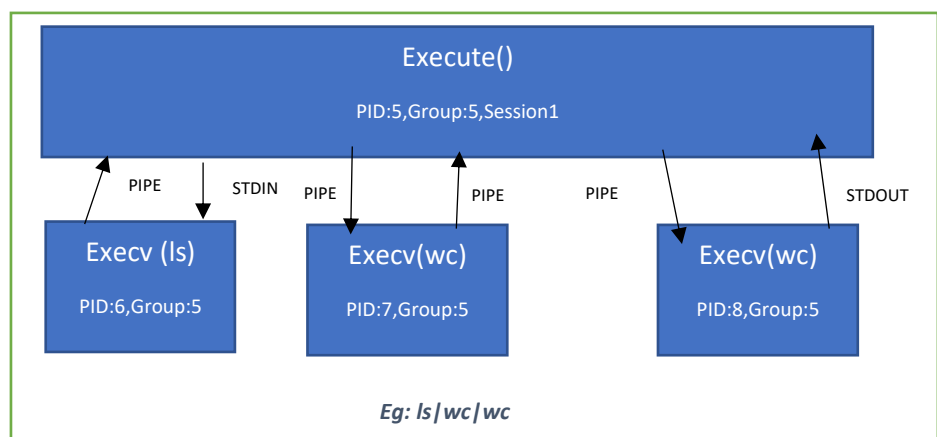 Execute()
PID:5,Group:5,Session1
PIPE
STDIN
PIPE
PIPE
PIPE
STDOUT
Execv (ls)
PID:6,Group:5
Execv(wc)
PID:7,Group:5
Execv(wc)
PID:8,Group:5
Eg: ls|wc|wc